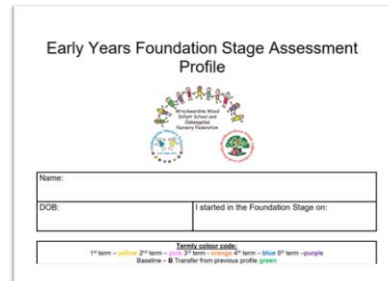 Early Years Foundation Stage Assessment
Profile
Wrockwardine Wood
Infant School and
Oakengates
Nursery Federation
Name:
DOB: I started in the Foundation Stage on:
Termly colour code:
1st term – yellow 2nd term – pink 3rd term - orange 4th term – blue 5th term –purple
Baseline – B Transfer from previous profile green